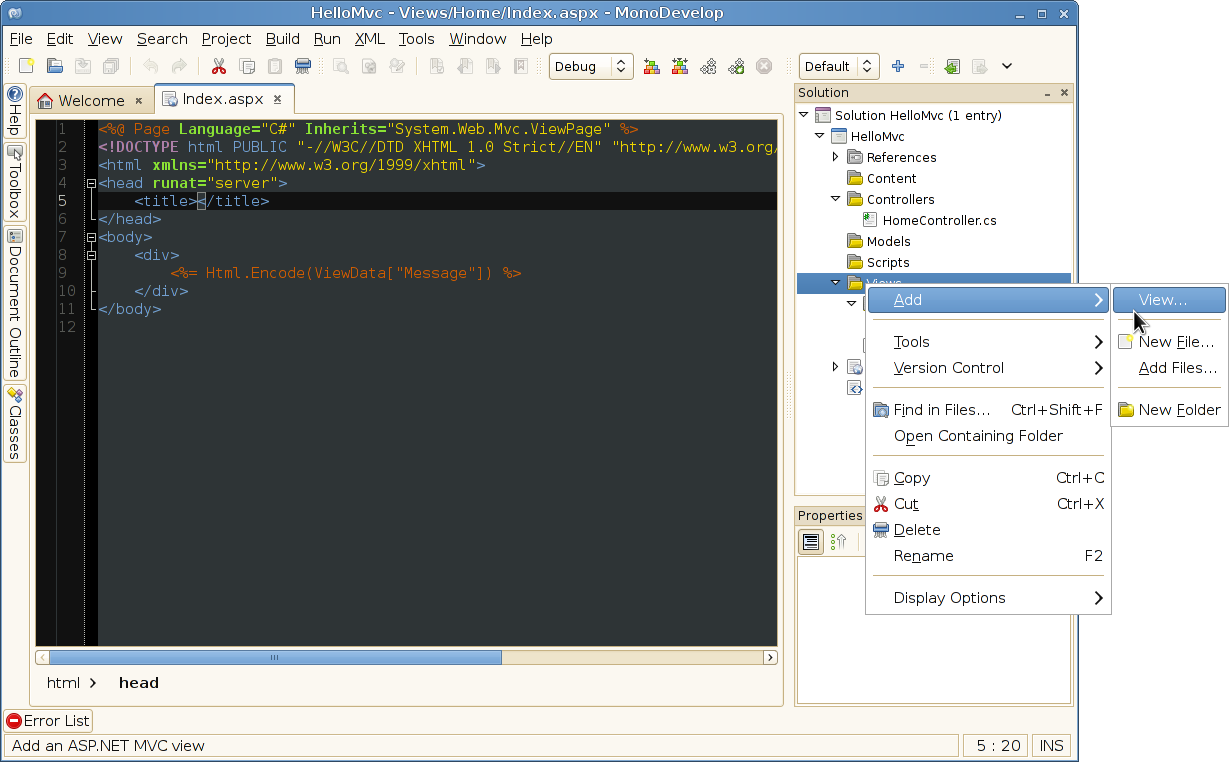 HelloMvc - Views/Home/Index.aspx - MonoDevelop
File Edit View Search Project Build Run XML Tools Window Help
Debug
Default
Help
Toolbox
Document Outline
Classes
Welcome
Index.aspx
1 <%@ Page Language="C#" Inherits="System.Web.Mvc.ViewPage" %>
2 <!DOCTYPE html PUBLIC "-//W3C//DTD XHTML 1.0 Strict//EN" "http://www.w3.org/
3 <html xmlns="http://www.w3.org/1999/xhtml">
4 <head runat="server">
5 <title></title>
6 </head>
7 <body>
8 <div>
9 <%= Html.Encode(ViewData["Message"]) %>
10 </div>
11 </body>
12
html > head
Solution
Solution HelloMvc (1 entry)
HelloMvc
References
Content
Controllers
HomeController.cs
Models
Scripts
Views
Add
Tools
Version Control
Find in Files... Ctrl+Shift+F
Open Containing Folder
Copy Ctrl+C
Cut Ctrl+X
Delete
Rename F2
Display Options
View...
New File...
Add Files...
New Folder
Properties
Error List
Add an ASP.NET MVC view
5 : 20
INS